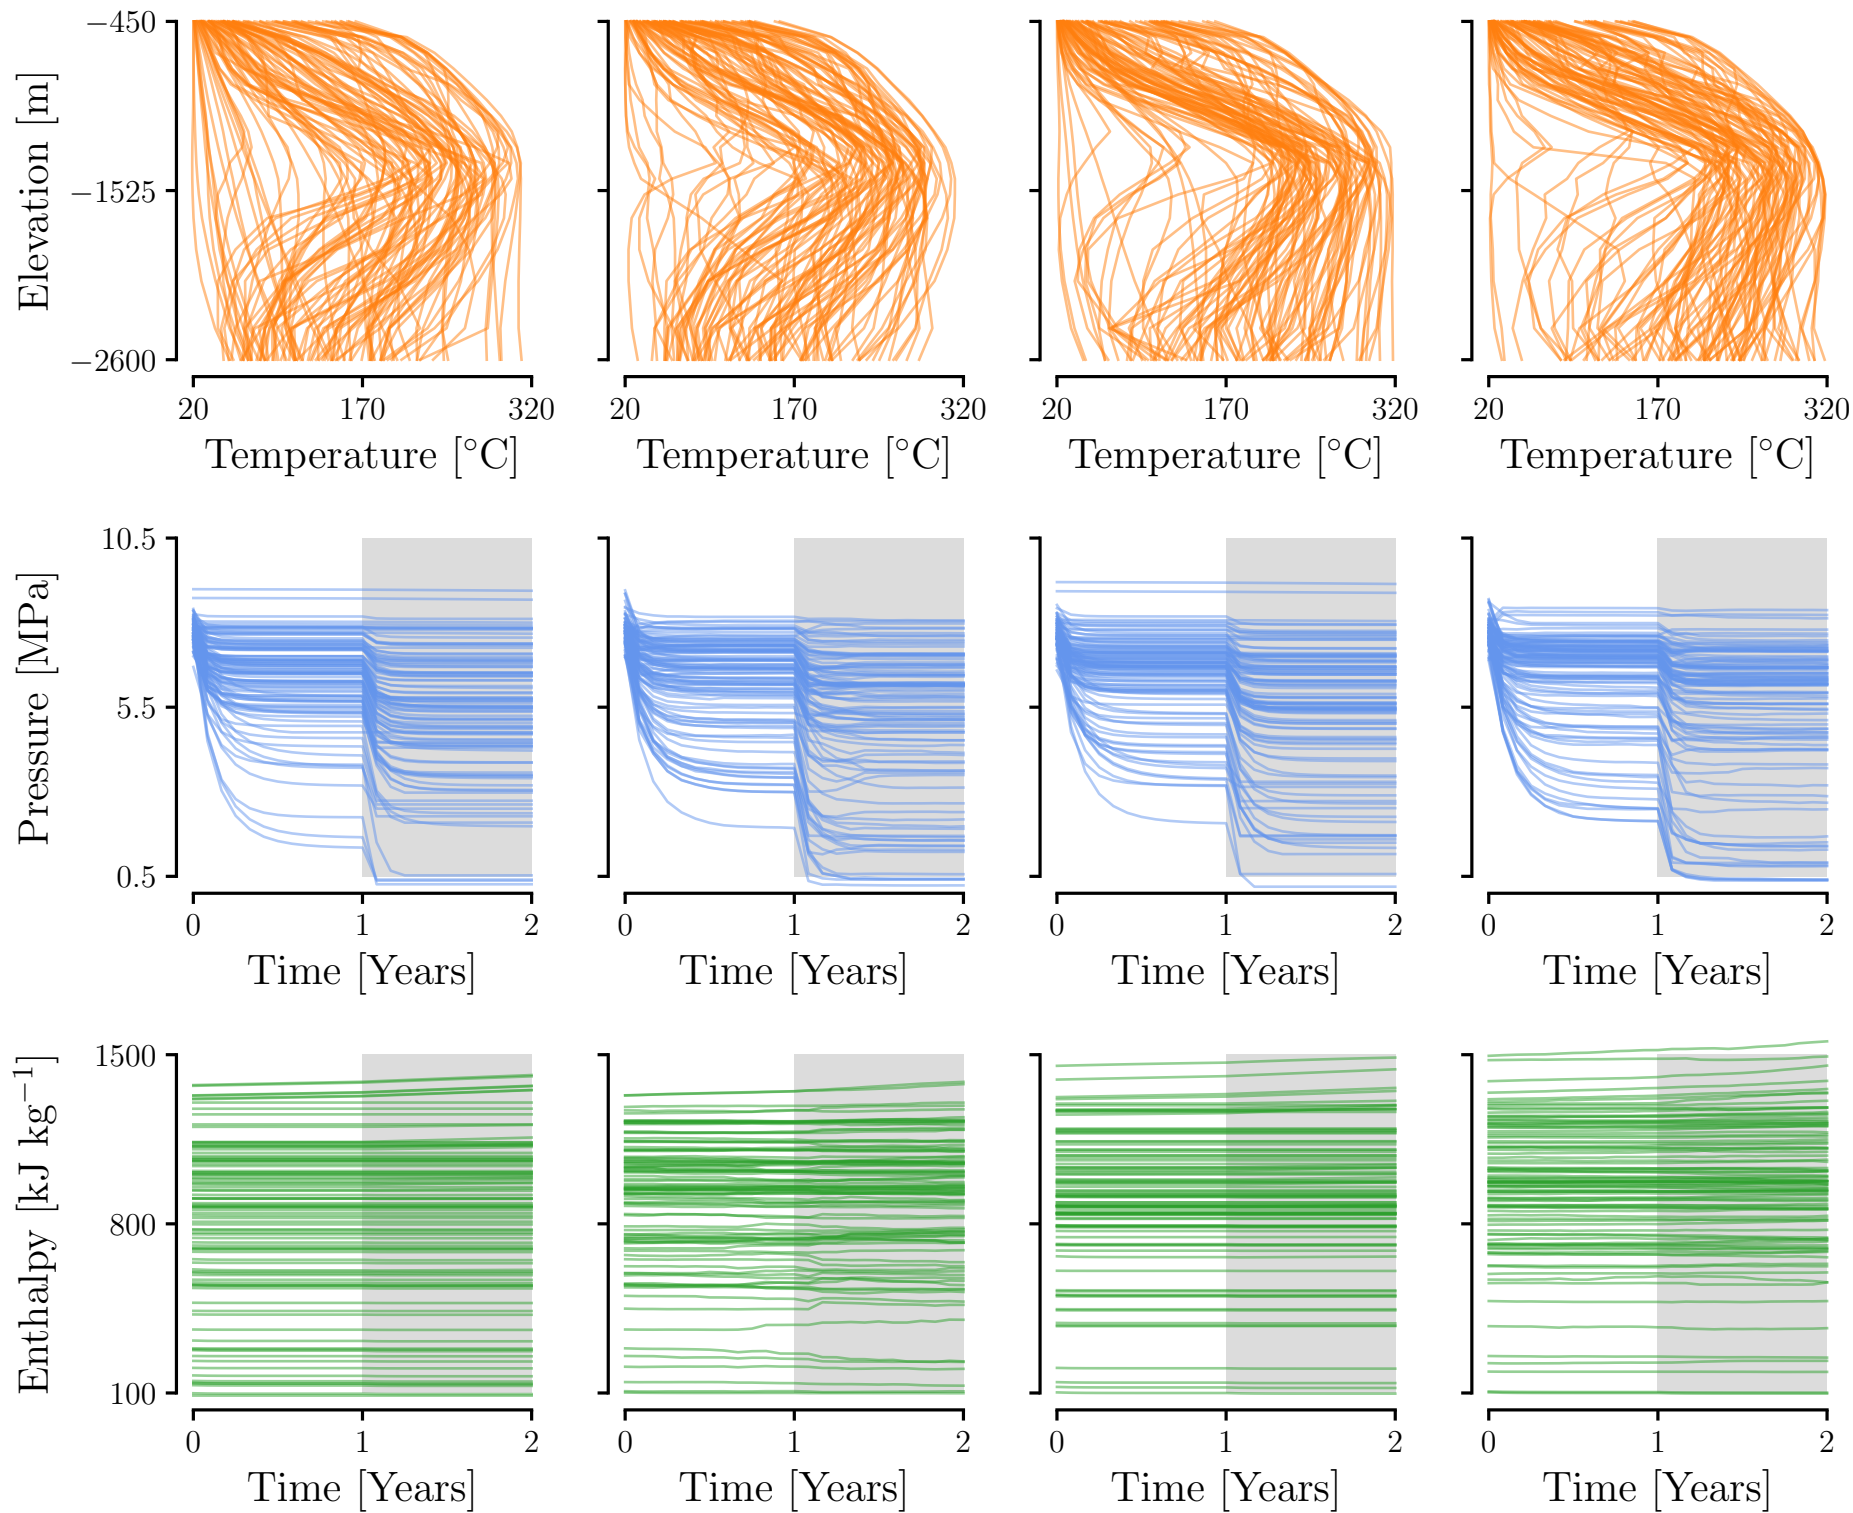 Elevation [m]
−450
−1525
−2600
20 170 320 20 170 320 20 170 320 20 170 320
Temperature [°C] Temperature [°C] Temperature [°C] Temperature [°C]
Pressure [MPa]
10.5
5.5
0.5
0 1 2 0 1 2 0 1 2 0 1 2
Time [Years] Time [Years] Time [Years] Time [Years]
Enthalpy [kJ kg⁻¹]
1500
800
100
0 1 2 0 1 2 0 1 2 0 1 2
Time [Years] Time [Years] Time [Years] Time [Years]